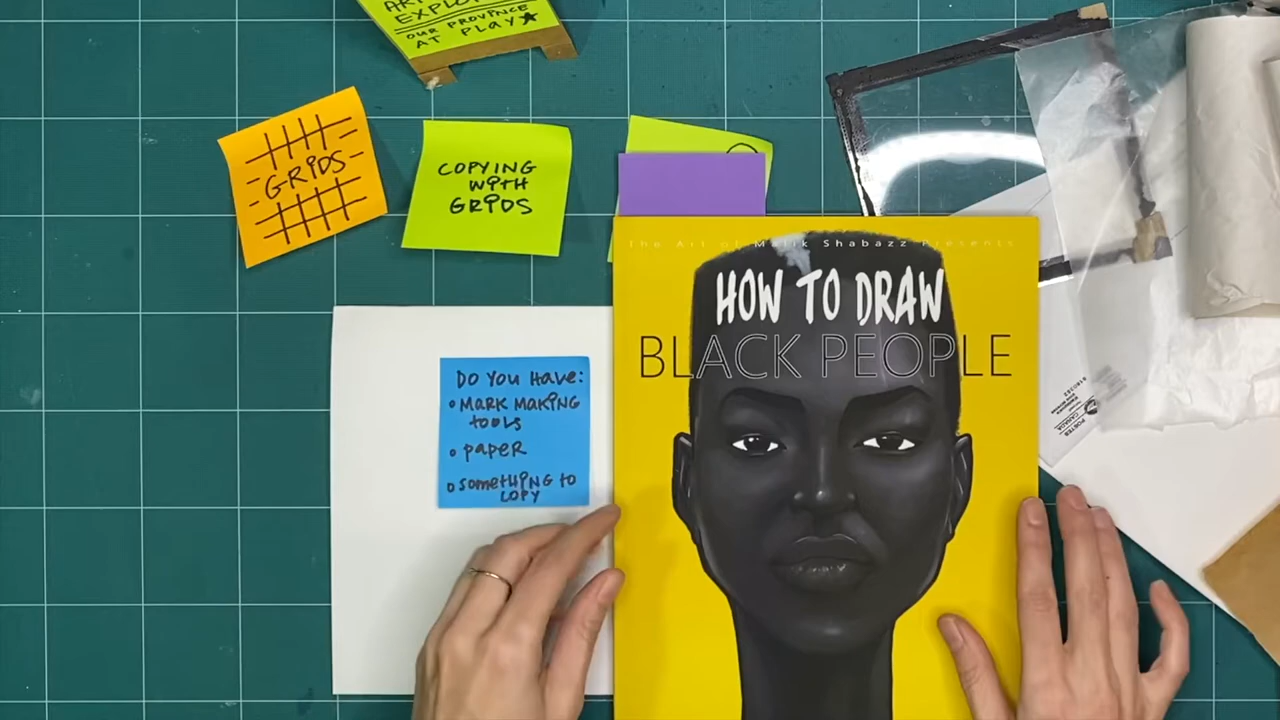 EXPLO
OUR PROVINCE
AT PLAY★
GRIDS
COPYING
WITH
GRIDS
The Art of Malik Shabazz Presents
HOW TO DRAW
BLACK PEOPLE
DO YOU HAVE:
• MARK MAKING
TOOLS
• PAPER
• SOMETHING TO
COPY